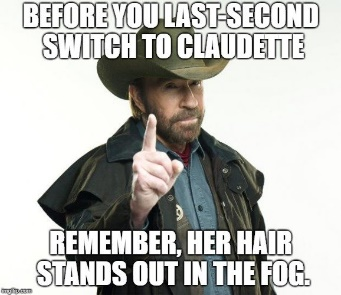 BEFORE YOU LAST-SECOND
SWITCH TO CLAUDETTE
REMEMBER, HER HAIR
STANDS OUT IN THE FOG.
imgflip.com